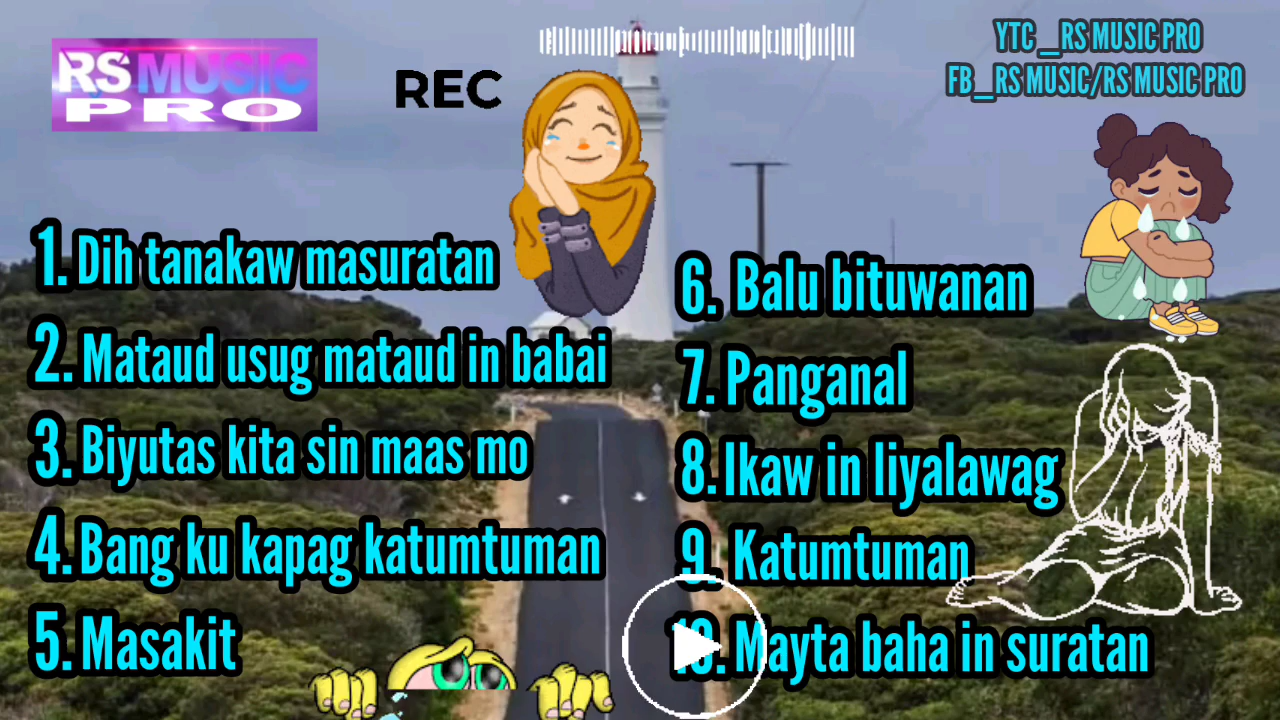 RS MUSIC
PRO
REC
YTC _RS MUSIC PRO
FB_RS MUSIC/RS MUSIC PRO
1. Dih tanakaw masuratan
2. Mataud usug mataud in babai
3. Biyutas kita sin maas mo
4. Bang ku kapag katumtuman
5. Masakit
6. Balu bituwanan
7. Panganal
8. Ikaw in liyalawag
9. Katumtuman
10. Mayta baha in suratan